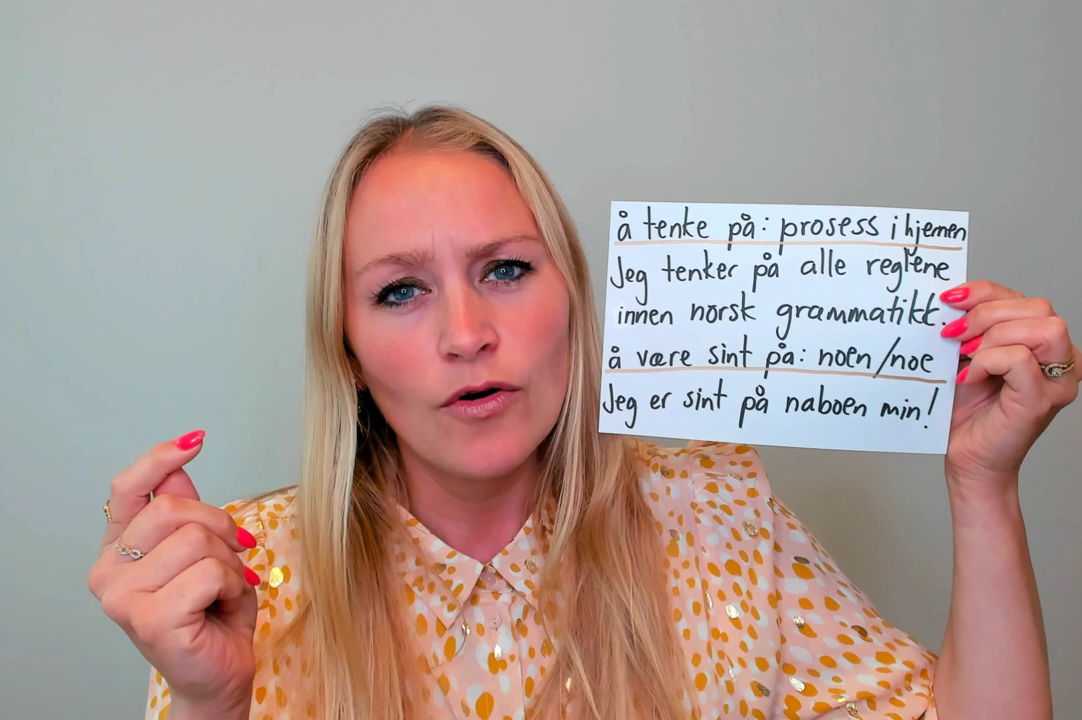 å tenke på: prosess i hjernen
Jeg tenker på alle reglene
innen norsk grammatikk.
å være sint på: noen/noe
Jeg er sint på naboen min!